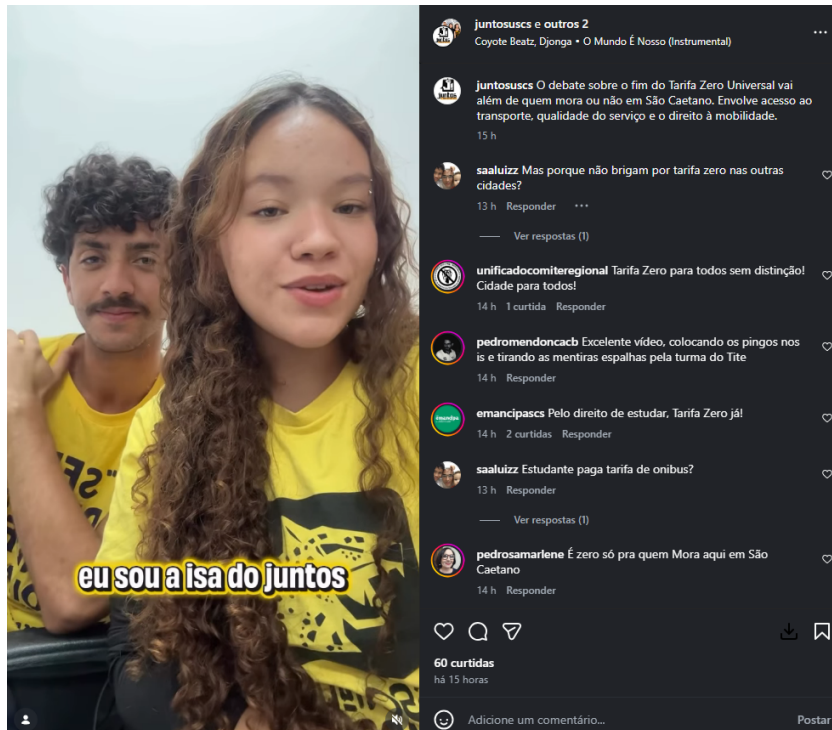 juntosuscs e outros 2
Coyote Beatz, Djonga • O Mundo É Nosso (Instrumental)
juntosuscs O debate sobre o fim do Tarifa Zero Universal vai
além de quem mora ou não em São Caetano. Envolve acesso ao
transporte, qualidade do serviço e o direito à mobilidade.
15 h
saaluizz Mas porque não brigam por tarifa zero nas outras
cidades?
13 h Responder
Ver respostas (1)
unificadocomiteregional Tarifa Zero para todos sem distinção!
Cidade para todos!
14 h 1 curtida Responder
pedromendoncacb Excelente vídeo, colocando os pingos nos
is e tirando as mentiras espalhas pela turma do Tite
14 h Responder
emancipascs Pelo direito de estudar, Tarifa Zero já!
14 h 2 curtidas Responder
saaluizz Estudante paga tarifa de onibus?
13 h Responder
Ver respostas (1)
pedrosamarlene É zero só pra quem Mora aqui em São
Caetano
14 h Responder
60 curtidas
há 15 horas
Adicione um comentário...
Postar
eu sou a isa do juntos